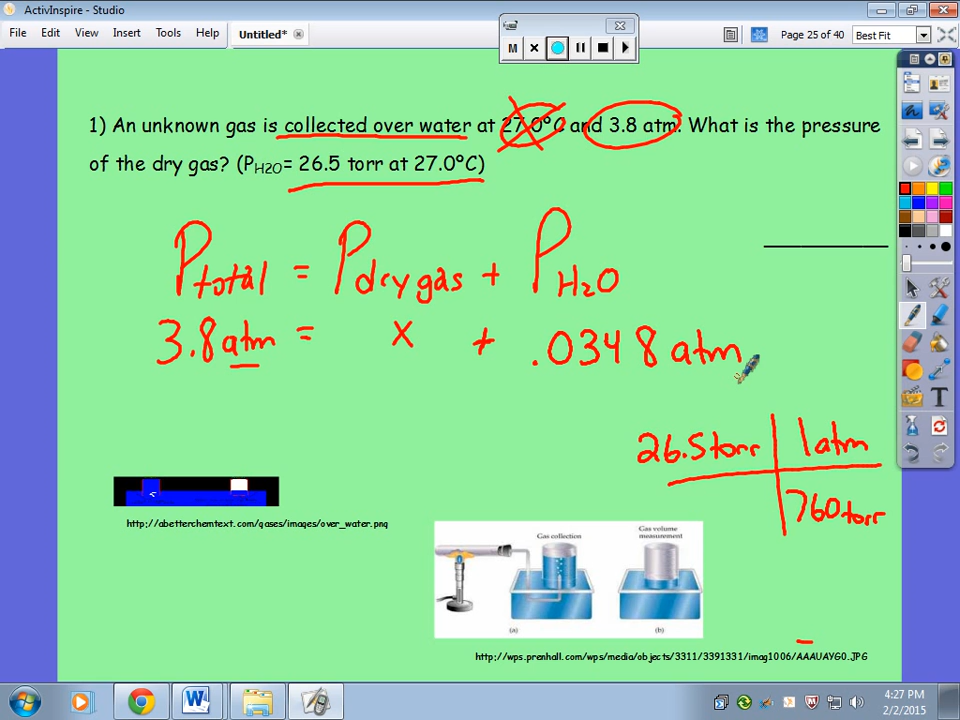 ActivInspire - Studio
File Edit View Insert Tools Help Untitled* Page 25 of 40 Best Fit
M
1) An unknown gas is collected over water at 27.0°C and 3.8 atm. What is the pressure
of the dry gas? (PH2O= 26.5 torr at 27.0°C)
Ptotal = Pdry gas + PH2O
3.8 atm = x + .0348 atm
26.5 torr 1 atm
760 torr
http://abetterchemtext.com/gases/images/over_water.png
Gas collection
Gas volume
measurement
(a) (b)
http://wps.prenhall.com/wps/media/objects/3311/3391331/imag1006/AAAUAYG0.JPG
4:27 PM
2/2/2015